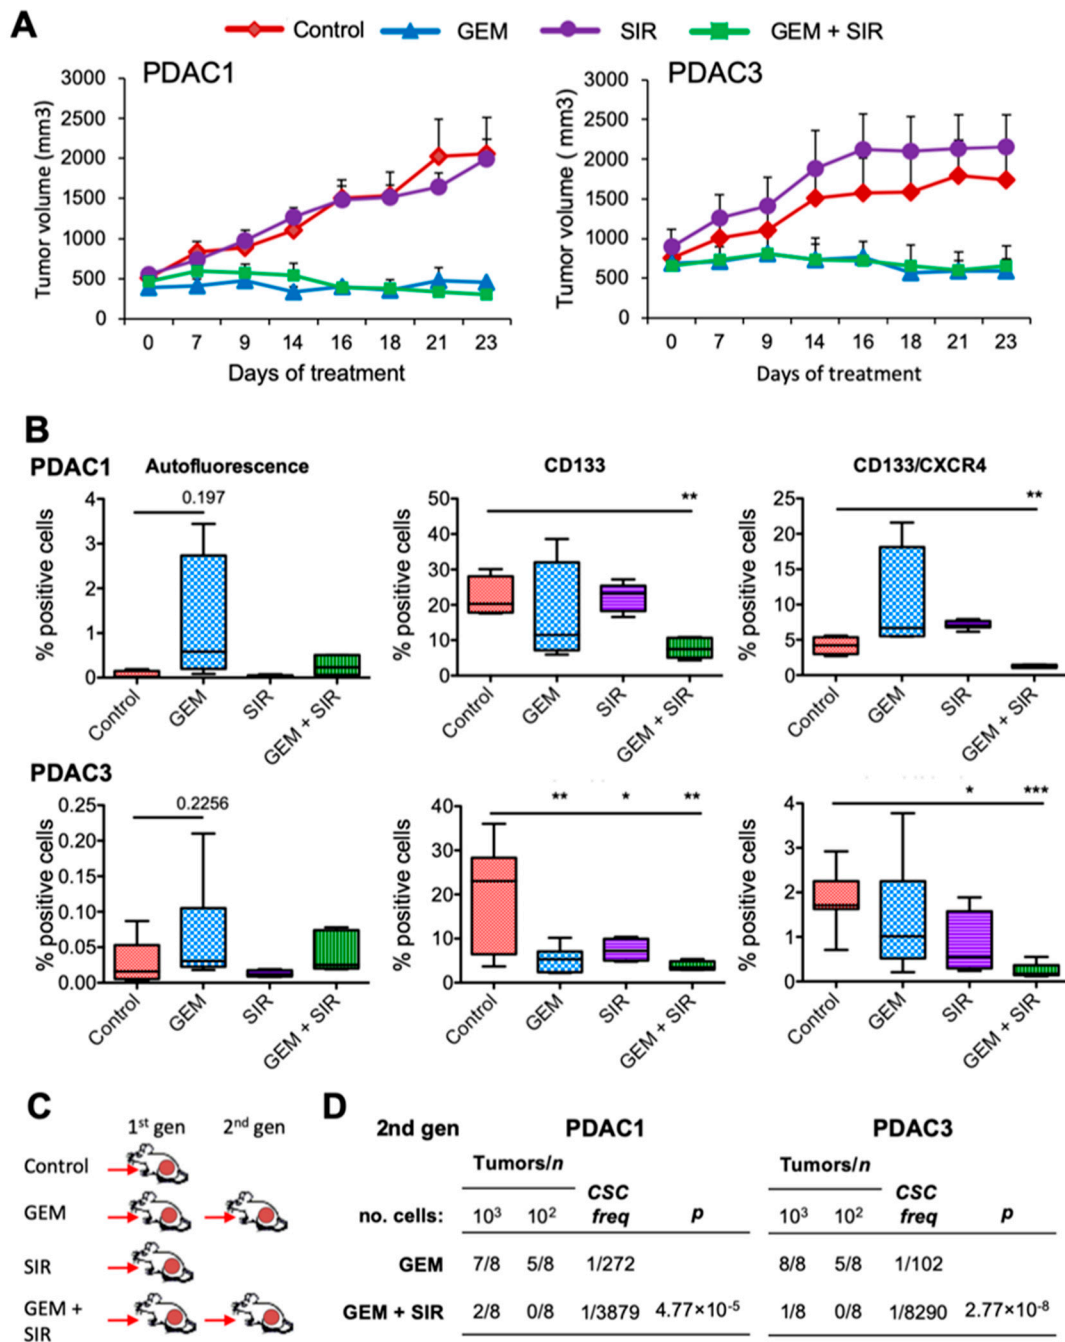 A
Control GEM SIR GEM + SIR
PDAC1
Tumor volume (mm3)
3000
2500
2000
1500
1000
500
0
0 7 9 14 16 18 21 23
Days of treatment
PDAC3
Tumor volume ( mm3)
3000
2500
2000
1500
1000
500
0
0 7 9 14 16 18 21 23
Days of treatment
B
PDAC1
Autofluorescence
% positive cells
4
3
2
1
0
0.197
Control GEM SIR GEM + SIR
CD133
% positive cells
50
40
30
20
10
0
**
Control GEM SIR GEM + SIR
CD133/CXCR4
% positive cells
25
20
15
10
5
0
**
Control GEM SIR GEM + SIR
PDAC3
% positive cells
0.25
0.20
0.15
0.10
0.05
0.00
0.2256
Control GEM SIR GEM + SIR
% positive cells
40
30
20
10
0
** * **
Control GEM SIR GEM + SIR
% positive cells
4
3
2
1
0
* ***
Control GEM SIR GEM + SIR
C
1st gen 2nd gen
Control
GEM
SIR
GEM +
SIR
D
2nd gen PDAC1 PDAC3
Tumors/n Tumors/n
CSC CSC
no. cells: 10³ 10² freq p 10³ 10² freq p
GEM 7/8 5/8 1/272 8/8 5/8 1/102
GEM + SIR 2/8 0/8 1/3879 4.77×10⁻⁵ 1/8 0/8 1/8290 2.77×10⁻⁸